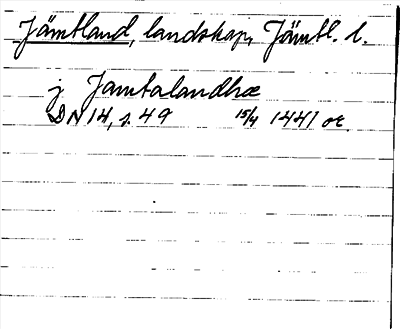 Jämtland, landskap, Jämtl. l.
j Jamtalandhæ
DN 14, s. 49 15/4 1441 or.